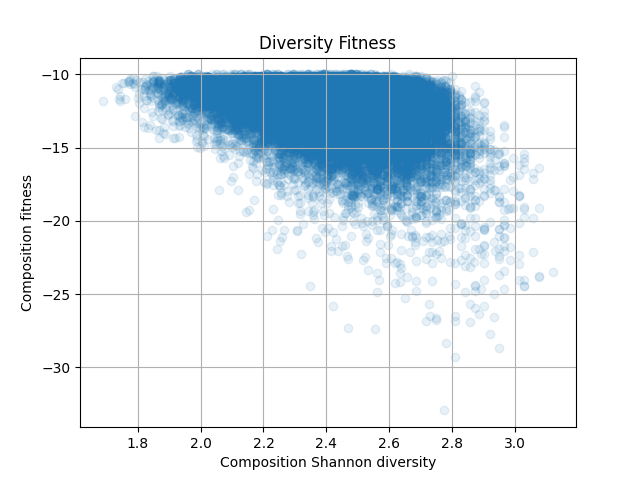 Diversity Fitness
−10
−15
−20
−25
−30
Composition fitness
1.8 2.0 2.2 2.4 2.6 2.8 3.0
Composition Shannon diversity